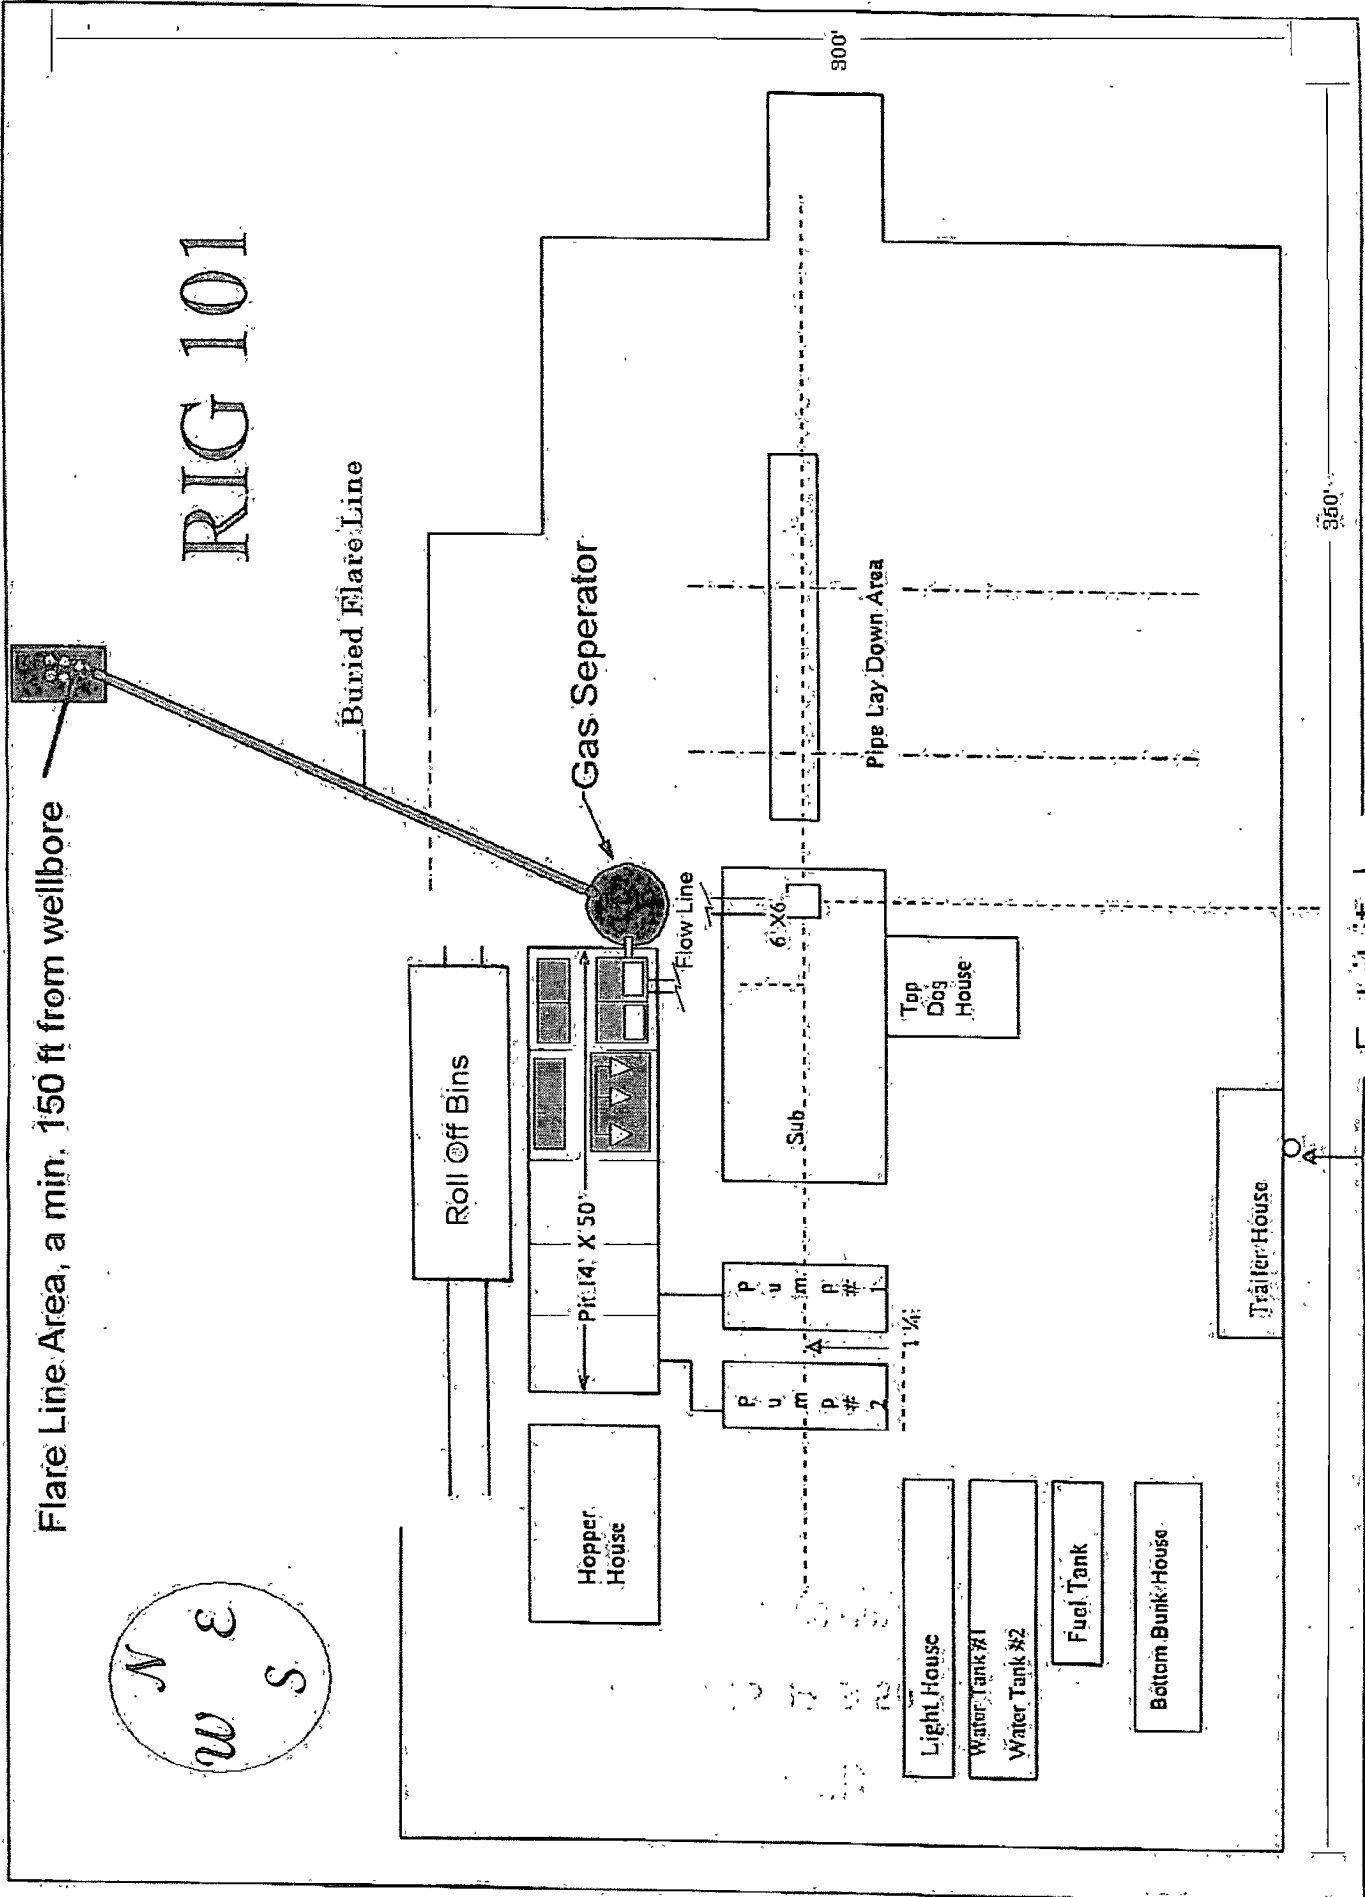 Flare Line Area, a min. 150 ft from wellbore
RIG 101
300'
N
W E
S
Buried Flare Line
Gas Seperator
Roll Off Bins
Pit 14' X 50'
Flow Line
6' X6'
Hopper
House
Pump #2
Pump #1
1 ¼"
Sub
Pipe Lay Down Area
Top
Dog
House
Light House
Water Tank #1
Water Tank #2
Fuel Tank
Bottom Bunk House
Trailer House
350'